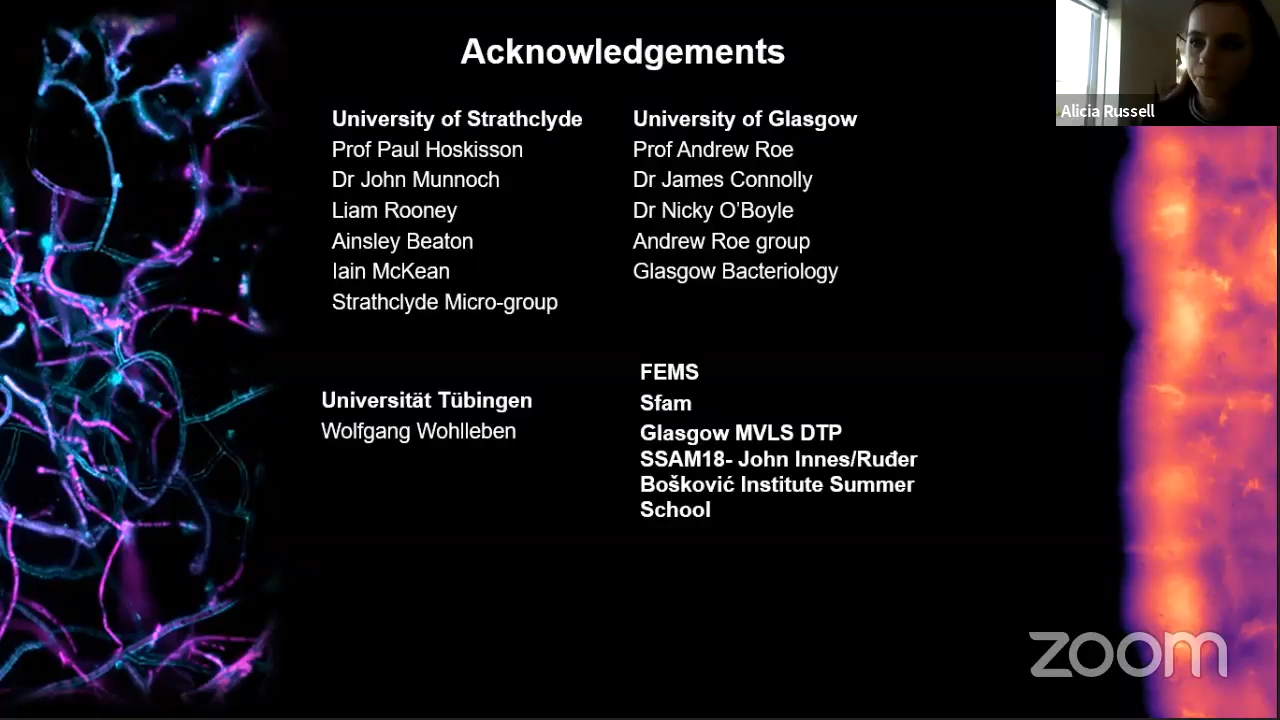 Acknowledgements
Alicia Russell
University of Strathclyde
Prof Paul Hoskisson
Dr John Munnoch
Liam Rooney
Ainsley Beaton
Iain McKean
Strathclyde Micro-group
University of Glasgow
Prof Andrew Roe
Dr James Connolly
Dr Nicky O'Boyle
Andrew Roe group
Glasgow Bacteriology
Universität Tübingen
Wolfgang Wohlleben
FEMS
Sfam
Glasgow MVLS DTP
SSAM18- John Innes/Ruđer
Bošković Institute Summer
School
zoom